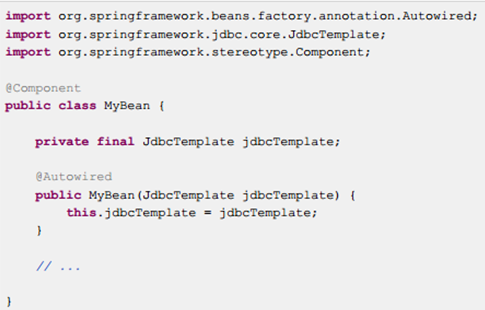 import org.springframework.beans.factory.annotation.Autowired;
import org.springframework.jdbc.core.JdbcTemplate;
import org.springframework.stereotype.Component;
@Component
public class MyBean {
private final JdbcTemplate jdbcTemplate;
@Autowired
public MyBean(JdbcTemplate jdbcTemplate) {
this.jdbcTemplate = jdbcTemplate;
}
// ...
}